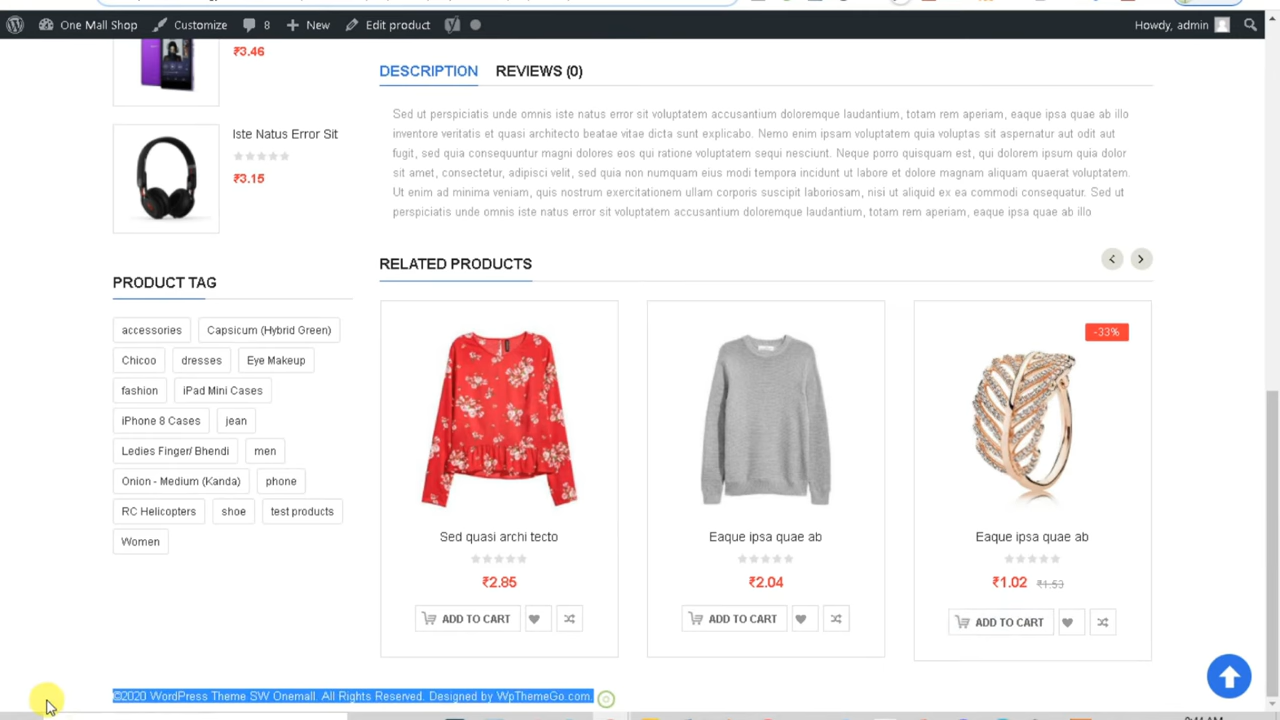 One Mall Shop Customize 8 New Edit product Howdy, admin
₹3.46
Iste Natus Error Sit
₹3.15
PRODUCT TAG
accessories Capsicum (Hybrid Green)
Chicoo dresses Eye Makeup
fashion iPad Mini Cases
iPhone 8 Cases jean
Ledies Finger/ Bhendi men
Onion - Medium (Kanda) phone
RC Helicopters shoe test products
Women
DESCRIPTION REVIEWS (0)
Sed ut perspiciatis unde omnis iste natus error sit voluptatem accusantium doloremque laudantium, totam rem aperiam, eaque ipsa quae ab illo
inventore veritatis et quasi architecto beatae vitae dicta sunt explicabo. Nemo enim ipsam voluptatem quia voluptas sit aspernatur aut odit aut
fugit, sed quia consequuntur magni dolores eos qui ratione voluptatem sequi nesciunt. Neque porro quisquam est, qui dolorem ipsum quia dolor
sit amet, consectetur, adipisci velit, sed quia non numquam eius modi tempora incidunt ut labore et dolore magnam aliquam quaerat voluptatem.
Ut enim ad minima veniam, quis nostrum exercitationem ullam corporis suscipit laboriosam, nisi ut aliquid ex ea commodi consequatur. Sed ut
perspiciatis unde omnis iste natus error sit voluptatem accusantium doloremque laudantium, totam rem aperiam, eaque ipsa quae ab illo
RELATED PRODUCTS
Sed quasi archi tecto
₹2.85
ADD TO CART
Eaque ipsa quae ab
₹2.04
ADD TO CART
-33%
Eaque ipsa quae ab
₹1.02 ₹1.53
ADD TO CART
©2020 WordPress Theme SW Onemall. All Rights Reserved. Designed by WpThemeGo.com.